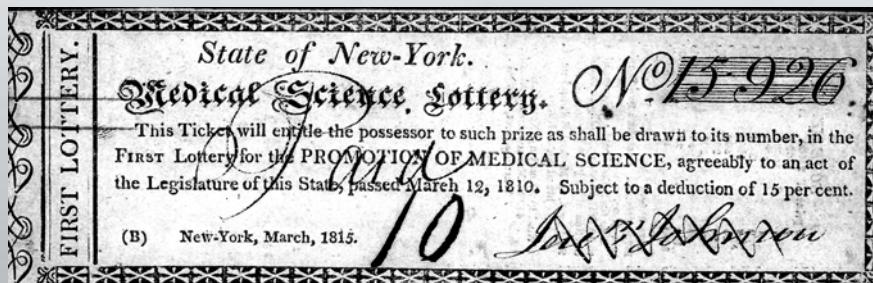 FIRST LOTTERY.
State of New-York.
Medical Science Lottery.
No. 15926
This Ticket will entitle the possessor to such prize as shall be drawn to its number, in the
FIRST Lottery for the PROMOTION OF MEDICAL SCIENCE, agreeably to an act of
the Legislature of this State, passed March 12, 1810. Subject to a deduction of 15 per cent.
Paid
10
(B) New-York, March, 1815.
Johnson